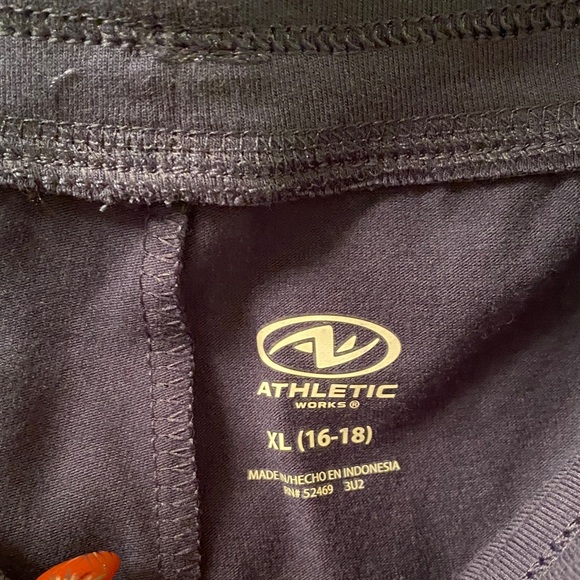 ATHLETIC
WORKS®
XL (16-18)
MADE IN/HECHO EN INDONESIA
RN# 52469 3U2